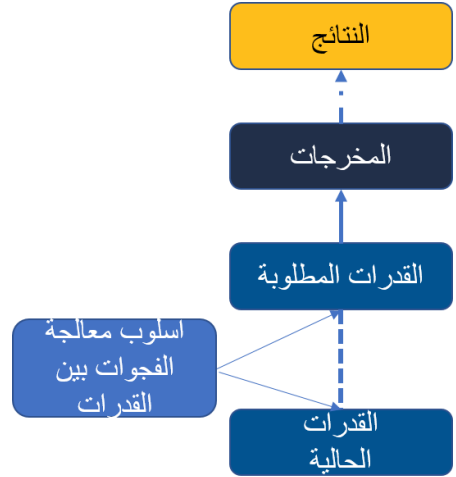 النتائج
المخرجات
القدرات المطلوبة
اسلوب معالجة
الفجوات بين
القدرات
القدرات
الحالية